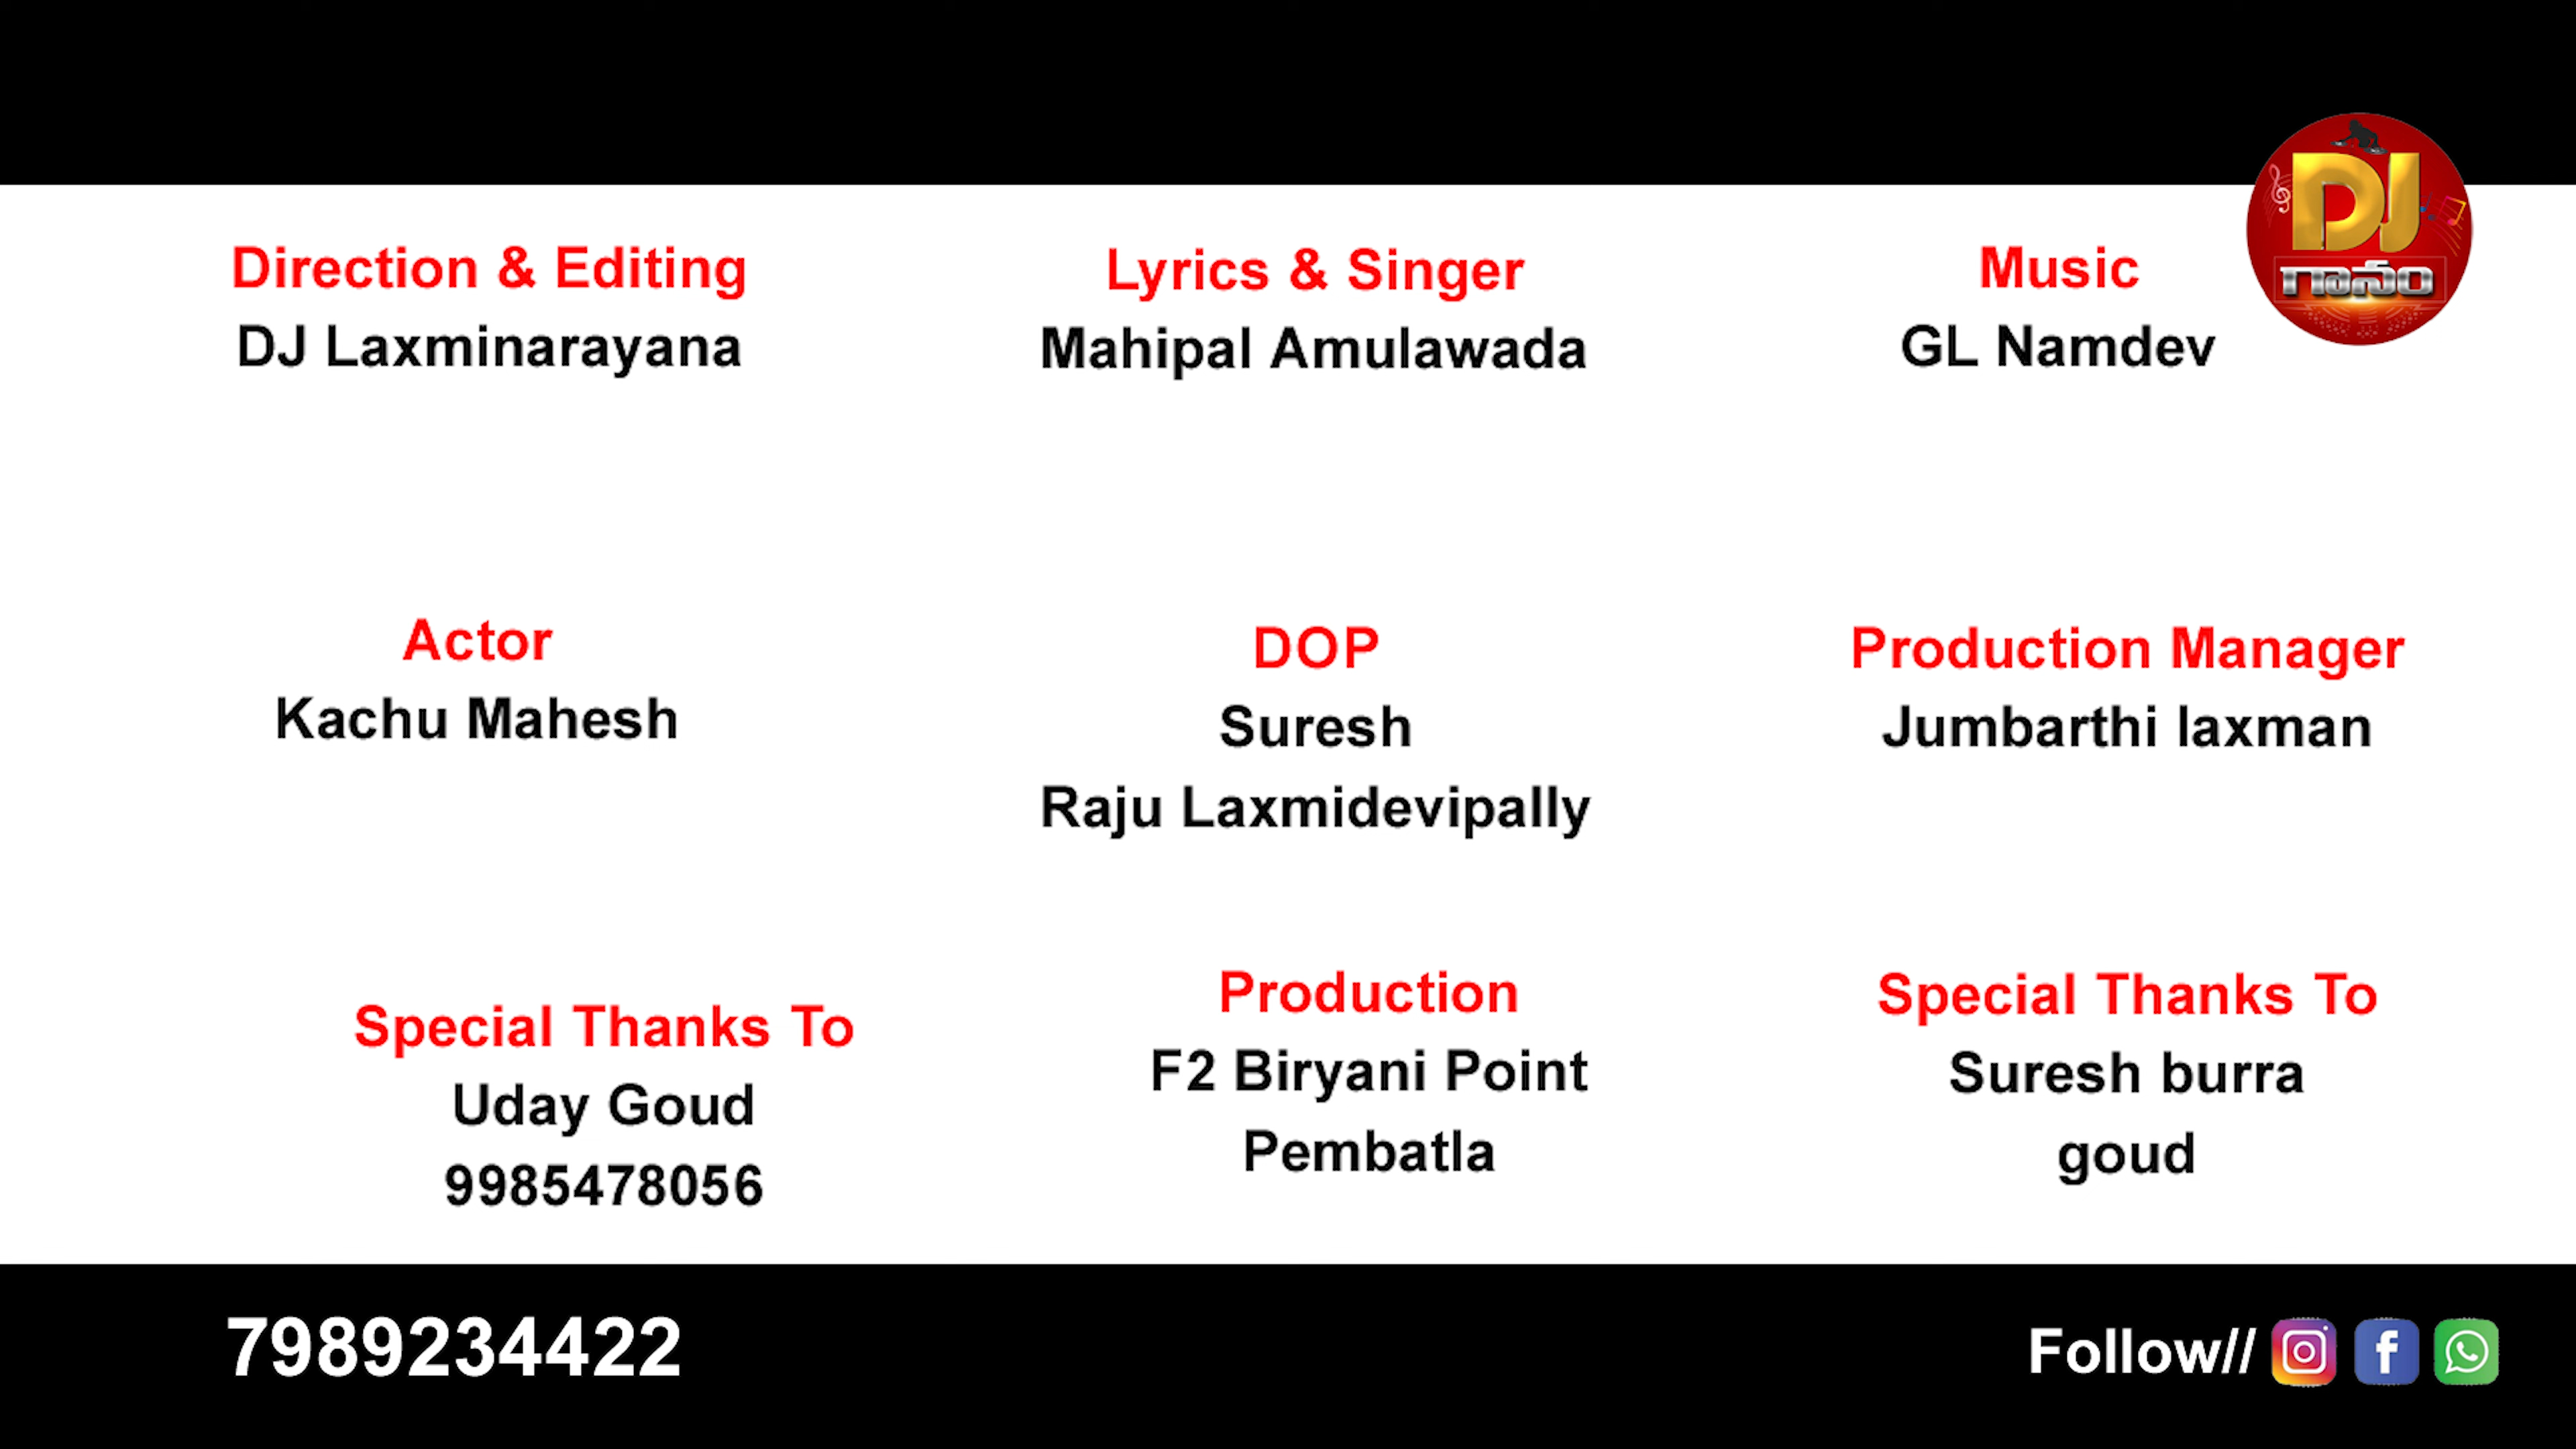 DJ
గానం
Direction & Editing
DJ Laxminarayana
Lyrics & Singer
Mahipal Amulawada
Music
GL Namdev
Actor
Kachu Mahesh
DOP
Suresh
Raju Laxmidevipally
Production Manager
Jumbarthi laxman
Special Thanks To
Uday Goud
9985478056
Production
F2 Biryani Point
Pembatla
Special Thanks To
Suresh burra
goud
7989234422
Follow//